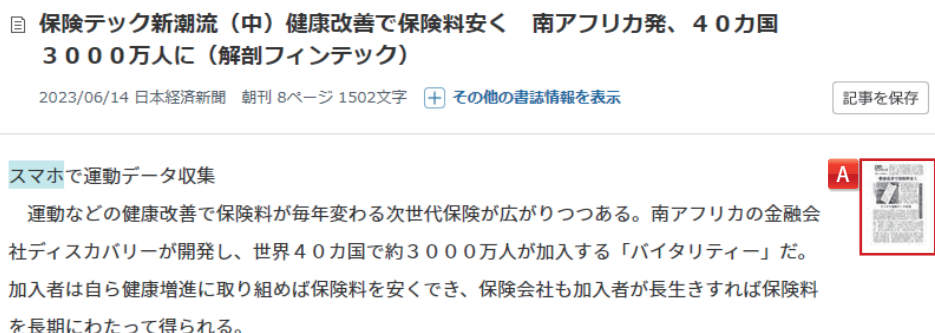 保険テック新潮流（中）健康改善で保険料安く　南アフリカ発、４０カ国
３０００万人に（解剖フィンテック）
2023/06/14 日本経済新聞　朝刊 8ページ 1502文字 その他の書誌情報を表示
記事を保存
スマホで運動データ収集
A
　運動などの健康改善で保険料が毎年変わる次世代保険が広がりつつある。南アフリカの金融会
社ディスカバリーが開発し、世界４０カ国で約３０００万人が加入する「バイタリティー」だ。
加入者は自ら健康増進に取り組めば保険料を安くでき、保険会社も加入者が長生きすれば保険料
を長期にわたって得られる。